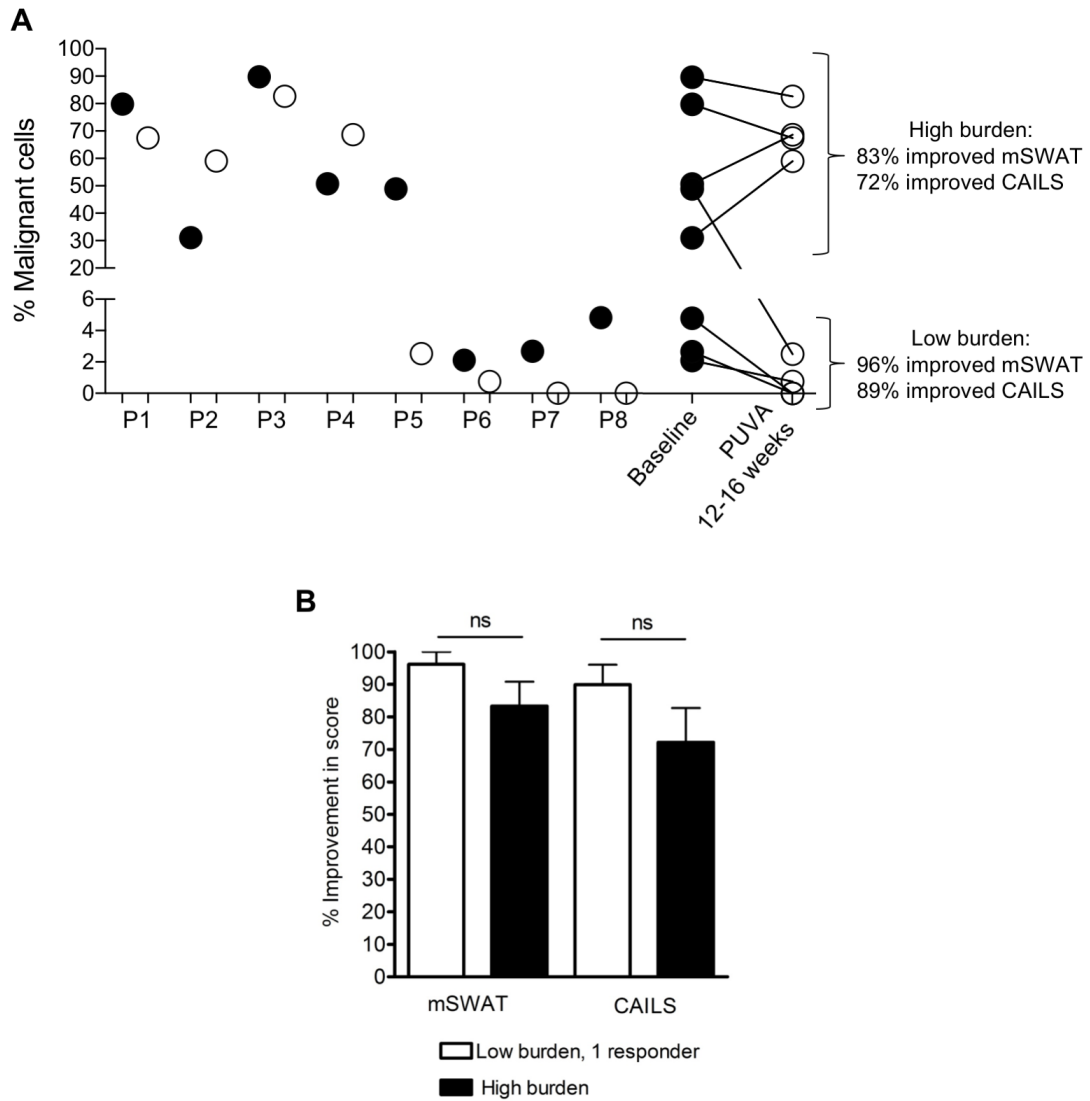 A
% Malignant cells
100
90
80
70
60
50
40
30
20
6
4
2
0
P1 P2 P3 P4 P5 P6 P7 P8
Baseline
PUVA
12-16 weeks
High burden:
83% improved mSWAT
72% improved CAILS
Low burden:
96% improved mSWAT
89% improved CAILS
B
% Improvement in score
ns ns
100
90
80
70
60
50
40
30
20
10
0
mSWAT CAILS
Low burden, 1 responder
High burden